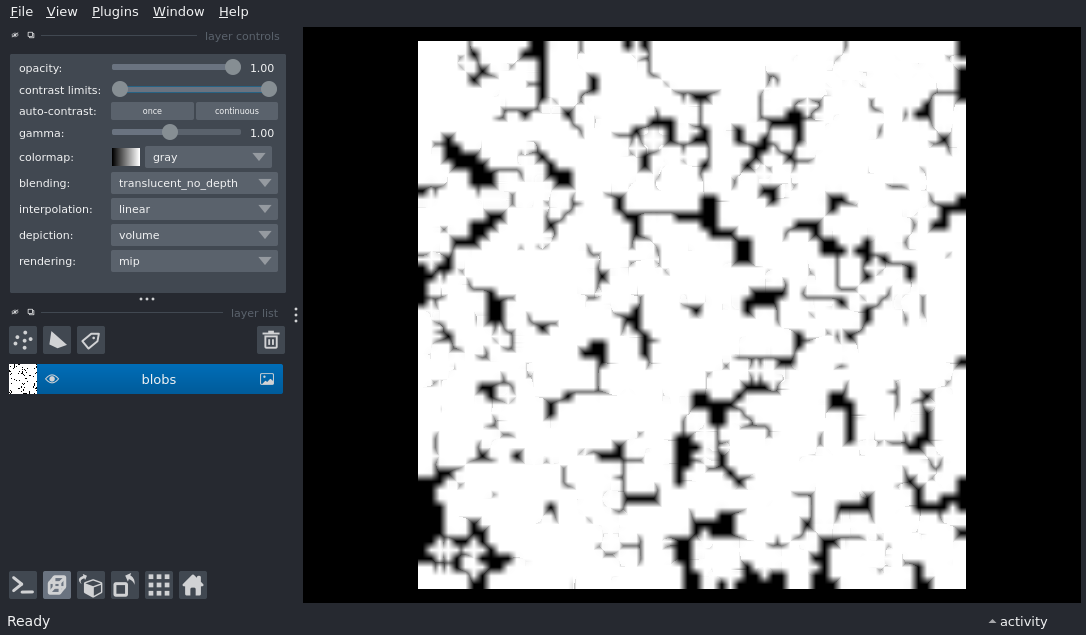 File View Plugins Window Help
layer controls
opacity: 1.00
contrast limits:
auto-contrast: once continuous
gamma: 1.00
colormap: gray
blending: translucent_no_depth
interpolation: linear
depiction: volume
rendering: mip
layer list
blobs
Ready
activity